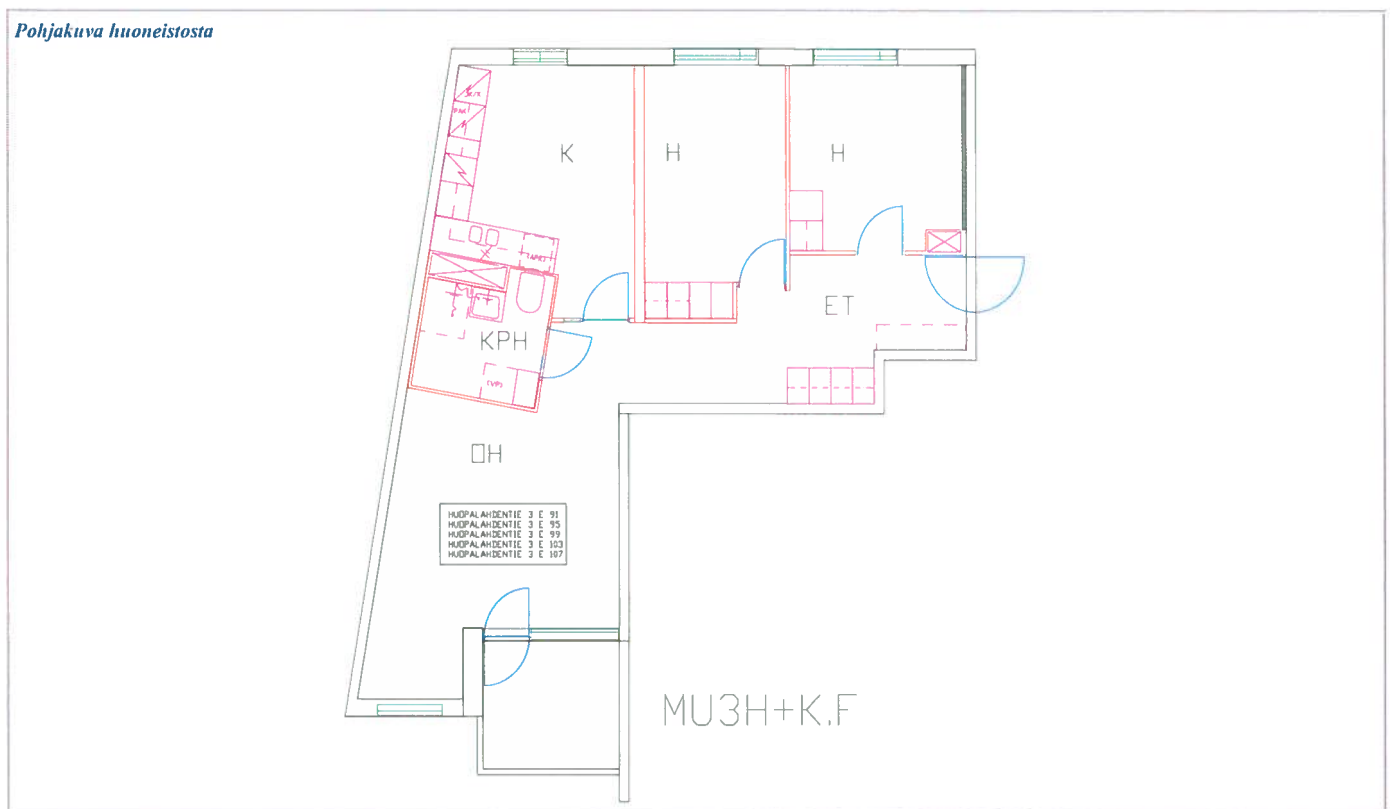 Pohjakuva huoneistosta
K
H
H
ET
KPH
OH
HUOPALAHDENTIE 3 E 91
HUOPALAHDENTIE 3 E 95
HUOPALAHDENTIE 3 E 99
HUOPALAHDENTIE 3 E 103
HUOPALAHDENTIE 3 E 107
MU3H+K.F